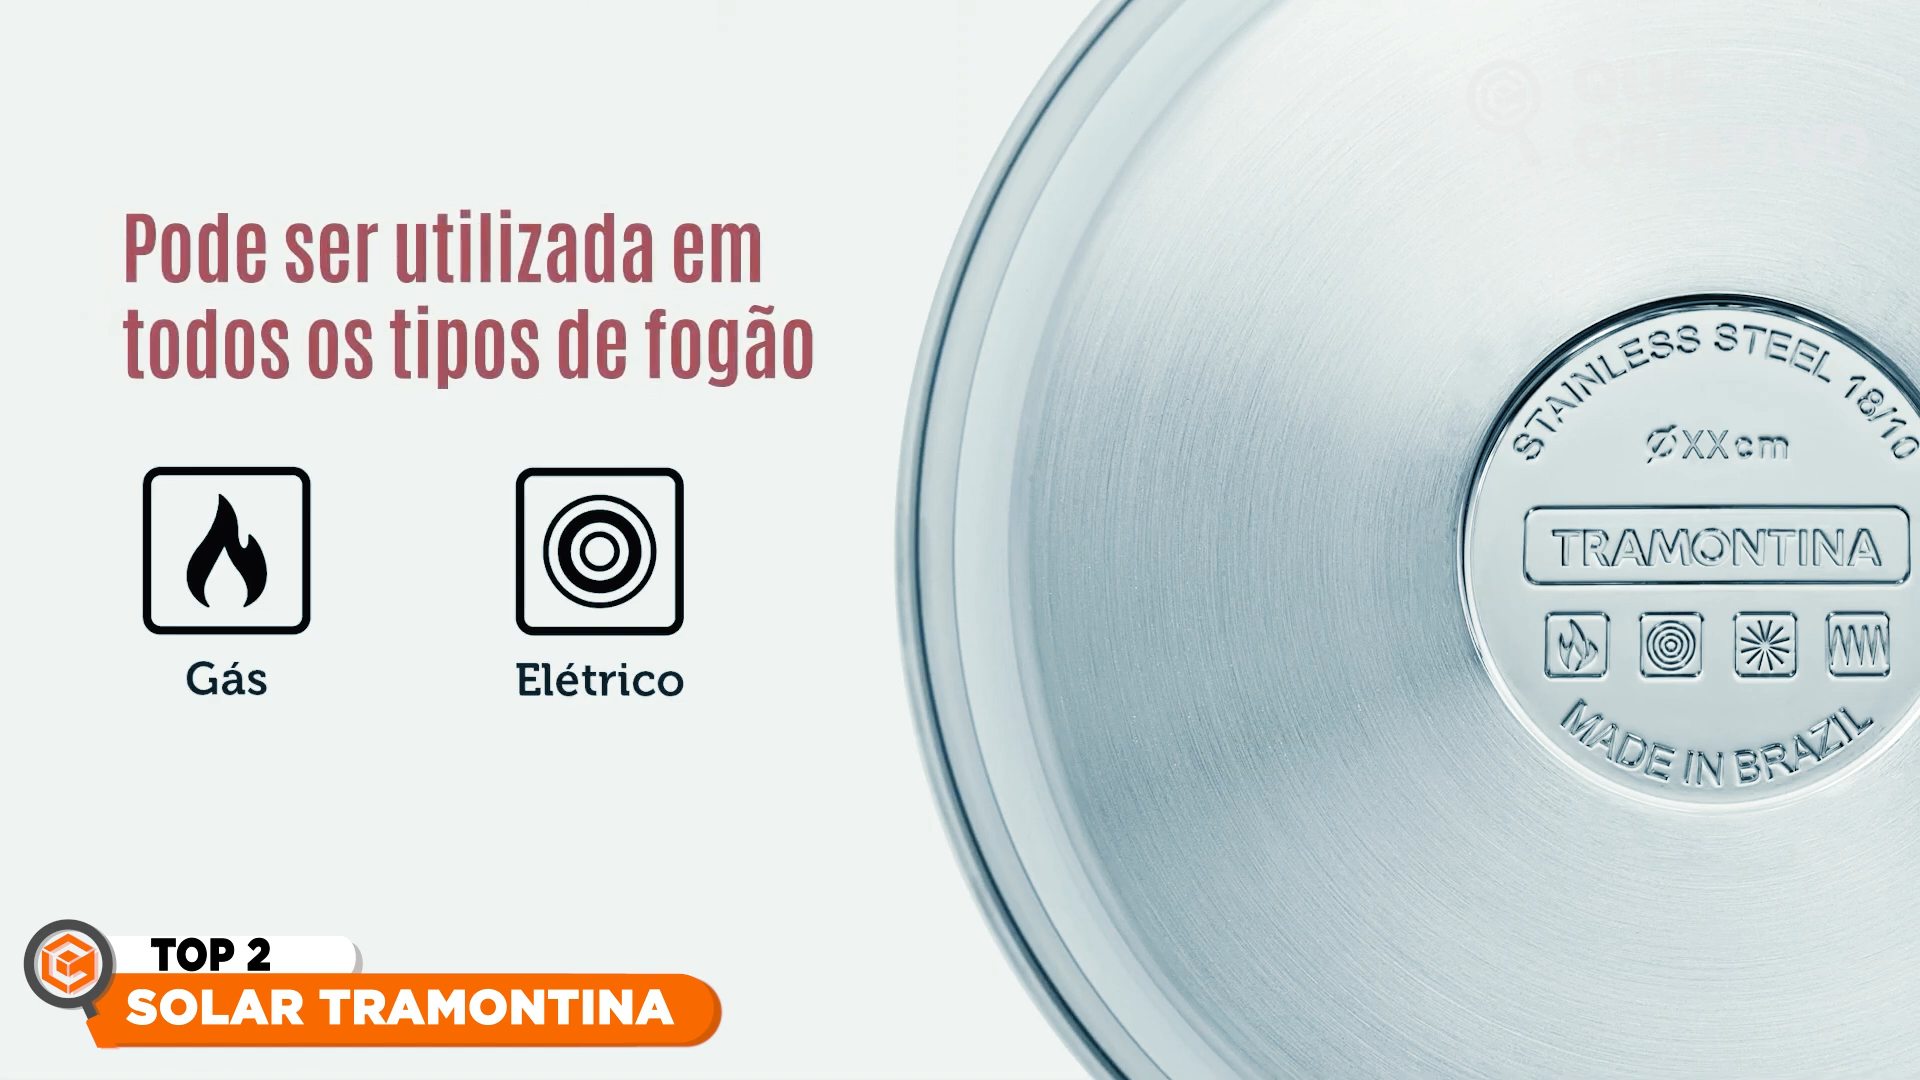 Pode ser utilizada em
todos os tipos de fogão
Gás
Elétrico
STAINLESS STEEL 18/10
ØXXcm
TRAMONTINA
MADE IN BRAZIL
TOP 2
SOLAR TRAMONTINA